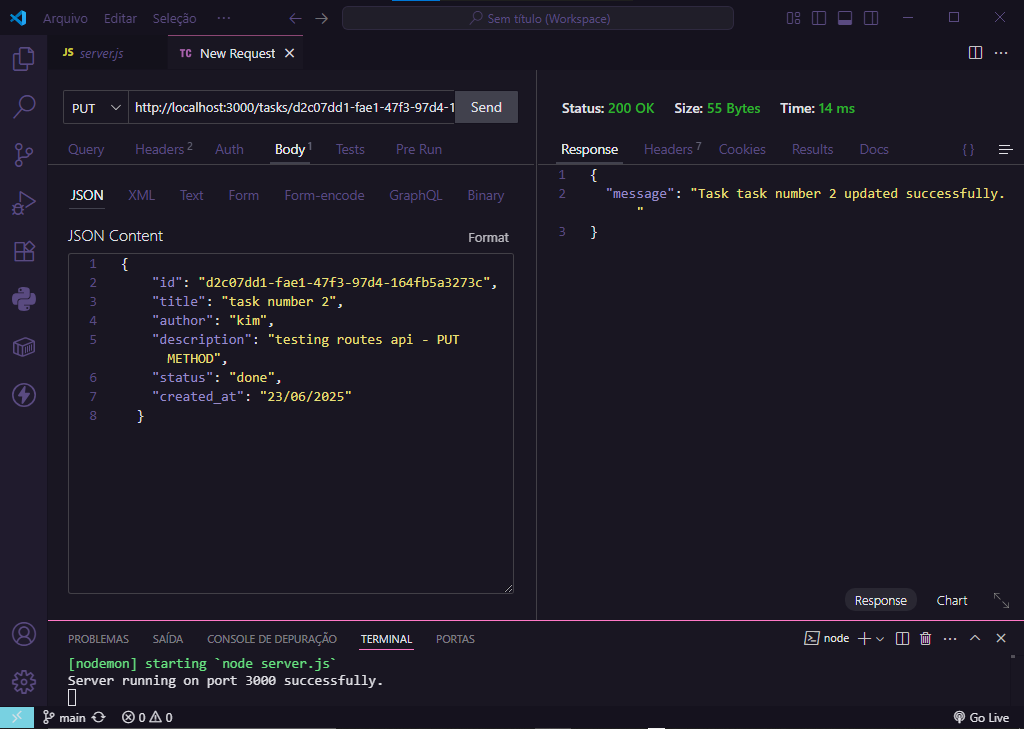 Arquivo Editar Seleção ··· Sem título (Workspace)
JS server.js TC New Request
PUT http://localhost:3000/tasks/d2c07dd1-fae1-47f3-97d4-1 Send
Status: 200 OK Size: 55 Bytes Time: 14 ms
Query Headers 2 Auth Body 1 Tests Pre Run
Response Headers 7 Cookies Results Docs { }
JSON XML Text Form Form-encode GraphQL Binary
JSON Content Format
1 {
2 "id": "d2c07dd1-fae1-47f3-97d4-164fb5a3273c",
3 "title": "task number 2",
4 "author": "kim",
5 "description": "testing routes api - PUT
METHOD",
6 "status": "done",
7 "created_at": "23/06/2025"
8 }
1 {
2 "message": "Task task number 2 updated successfully.
"
3 }
Response Chart
PROBLEMAS SAÍDA CONSOLE DE DEPURAÇÃO TERMINAL PORTAS node
[nodemon] starting `node server.js`
Server running on port 3000 successfully.
main 0 0 Go Live